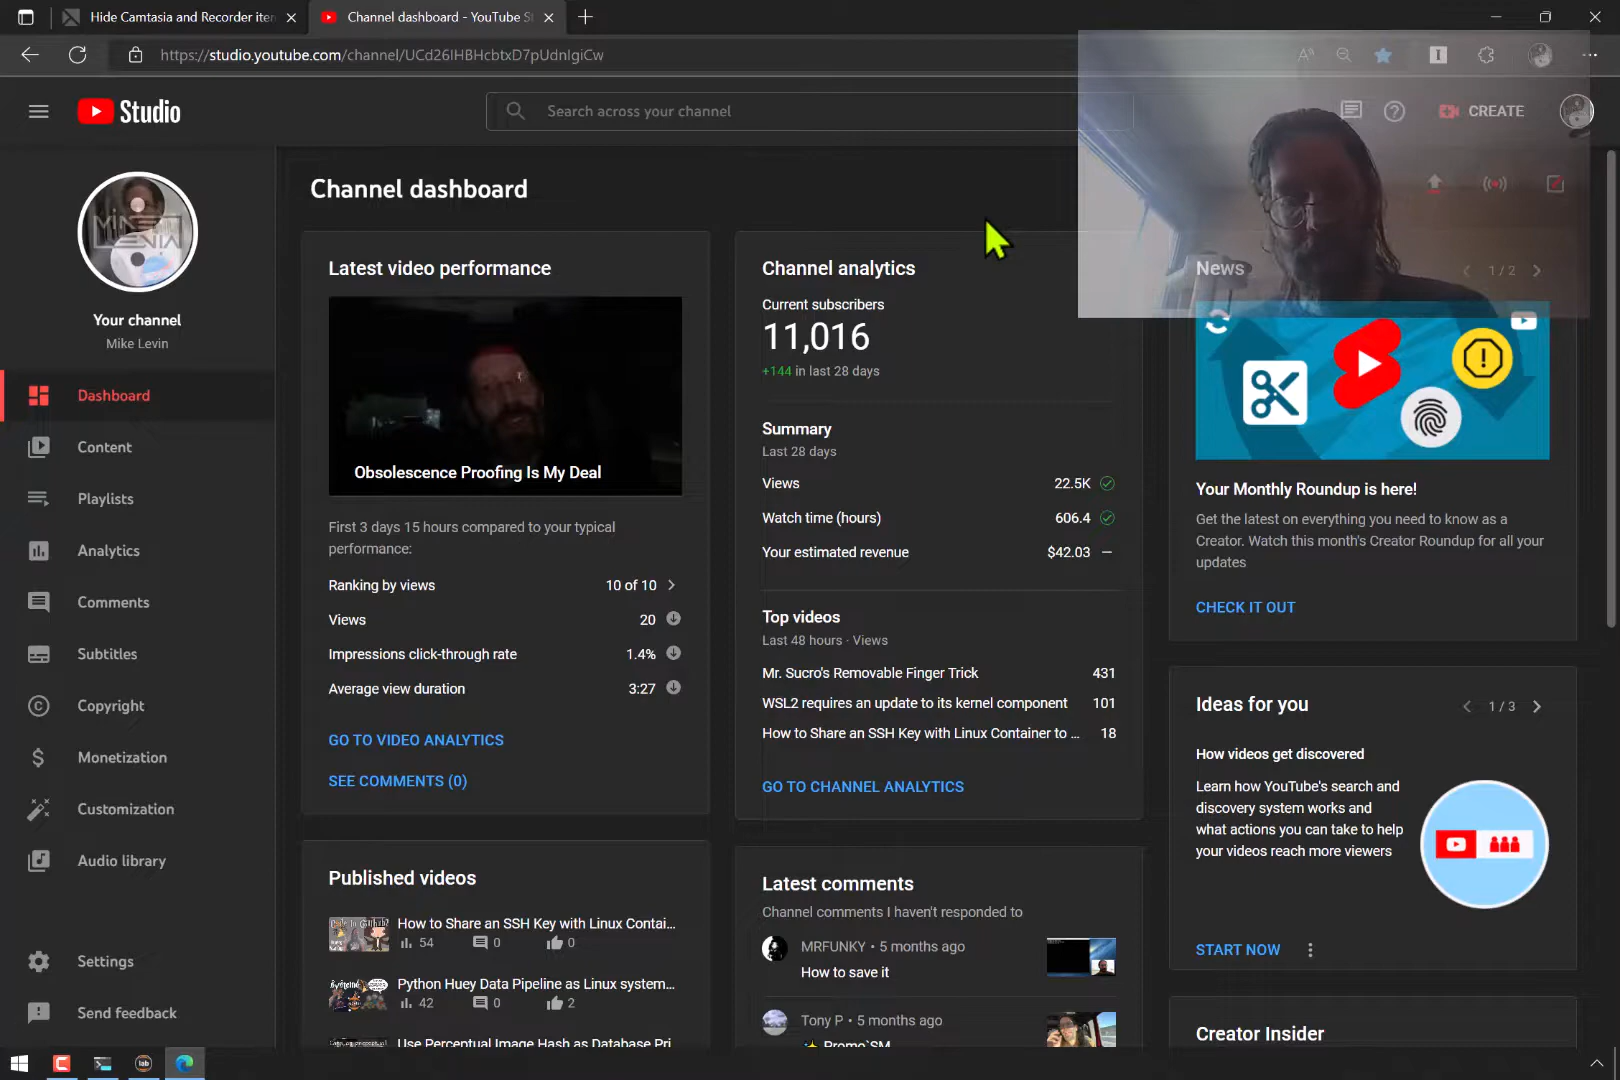 Hide Camtasia and Recorder iten
Channel dashboard - YouTube St
https://studio.youtube.com/channel/UCd26IHBHcbtxD7pUdnIgiCw
Studio
Search across your channel
CREATE
Your channel
Mike Levin
Dashboard
Content
Playlists
Analytics
Comments
Subtitles
Copyright
Monetization
Customization
Audio library
Settings
Send feedback
Channel dashboard
Latest video performance
Obsolescence Proofing Is My Deal
First 3 days 15 hours compared to your typical
performance:
Ranking by views 10 of 10
Views 20
Impressions click-through rate 1.4%
Average view duration 3:27
GO TO VIDEO ANALYTICS
SEE COMMENTS (0)
Published videos
How to Share an SSH Key with Linux Contai...
54 0 0
Python Huey Data Pipeline as Linux system...
42 0 2
Use Perceptual Image Hash as Database Pri
Channel analytics
Current subscribers
11,016
+144 in last 28 days
Summary
Last 28 days
Views 22.5K
Watch time (hours) 606.4
Your estimated revenue $42.03 —
Top videos
Last 48 hours · Views
Mr. Sucro's Removable Finger Trick 431
WSL2 requires an update to its kernel component 101
How to Share an SSH Key with Linux Container to ... 18
GO TO CHANNEL ANALYTICS
Latest comments
Channel comments I haven't responded to
MRFUNKY • 5 months ago
How to save it
Tony P • 5 months ago
Promo`SM
News
1 / 2
Your Monthly Roundup is here!
Get the latest on everything you need to know as a
Creator. Watch this month's Creator Roundup for all your
updates
CHECK IT OUT
Ideas for you
1 / 3
How videos get discovered
Learn how YouTube's search and
discovery system works and
what actions you can take to help
your videos reach more viewers
START NOW
Creator Insider
lab